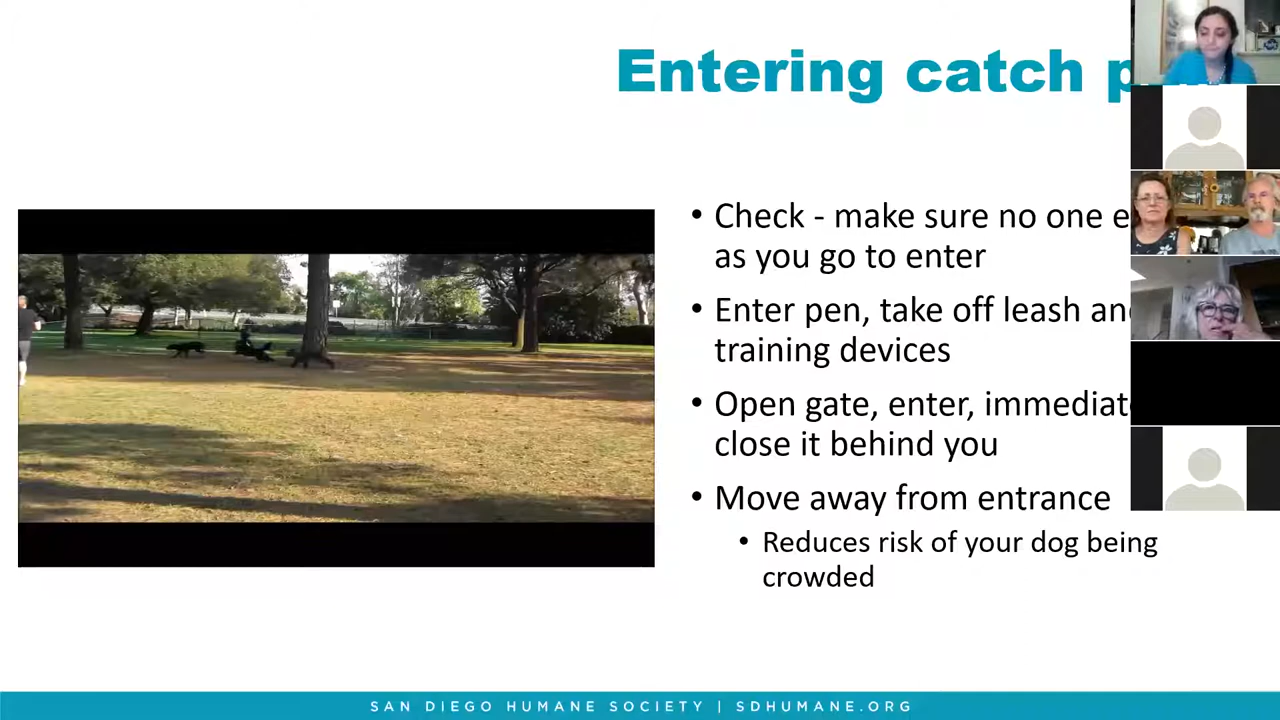 Entering catch
• Check - make sure no one
as you go to enter
• Enter pen, take off leash
training devices
• Open gate, enter,
close it behind you
• Move away from entrance
• Reduces risk of your dog being
crowded
SAN DIEGO HUMANE SOCIETY | SDHUMANE.ORG